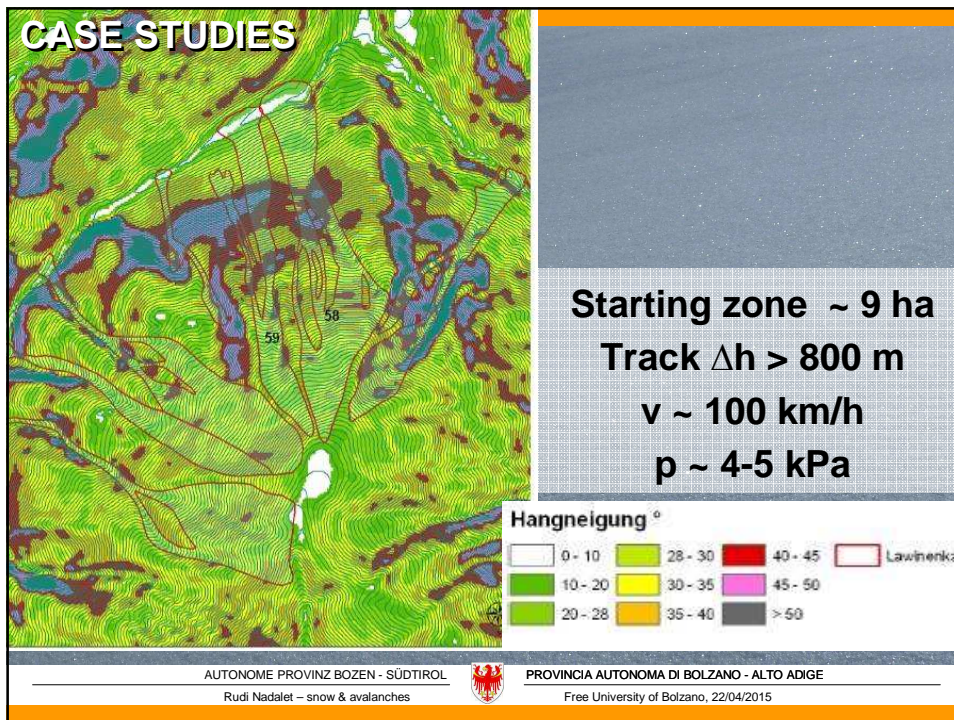 CASE STUDIES
58
59
Starting zone ~ 9 ha
Track ∆h > 800 m
v ~ 100 km/h
p ~ 4-5 kPa
Hangneigung °
0 - 10
28 - 30
40 - 45
Lawinenka
10 - 20
30 - 35
45 - 50
20 - 28
35 - 40
> 50
AUTONOME PROVINZ BOZEN - SÜDTIROL
PROVINCIA AUTONOMA DI BOLZANO - ALTO ADIGE
Rudi Nadalet – snow & avalanches
Free University of Bolzano, 22/04/2015